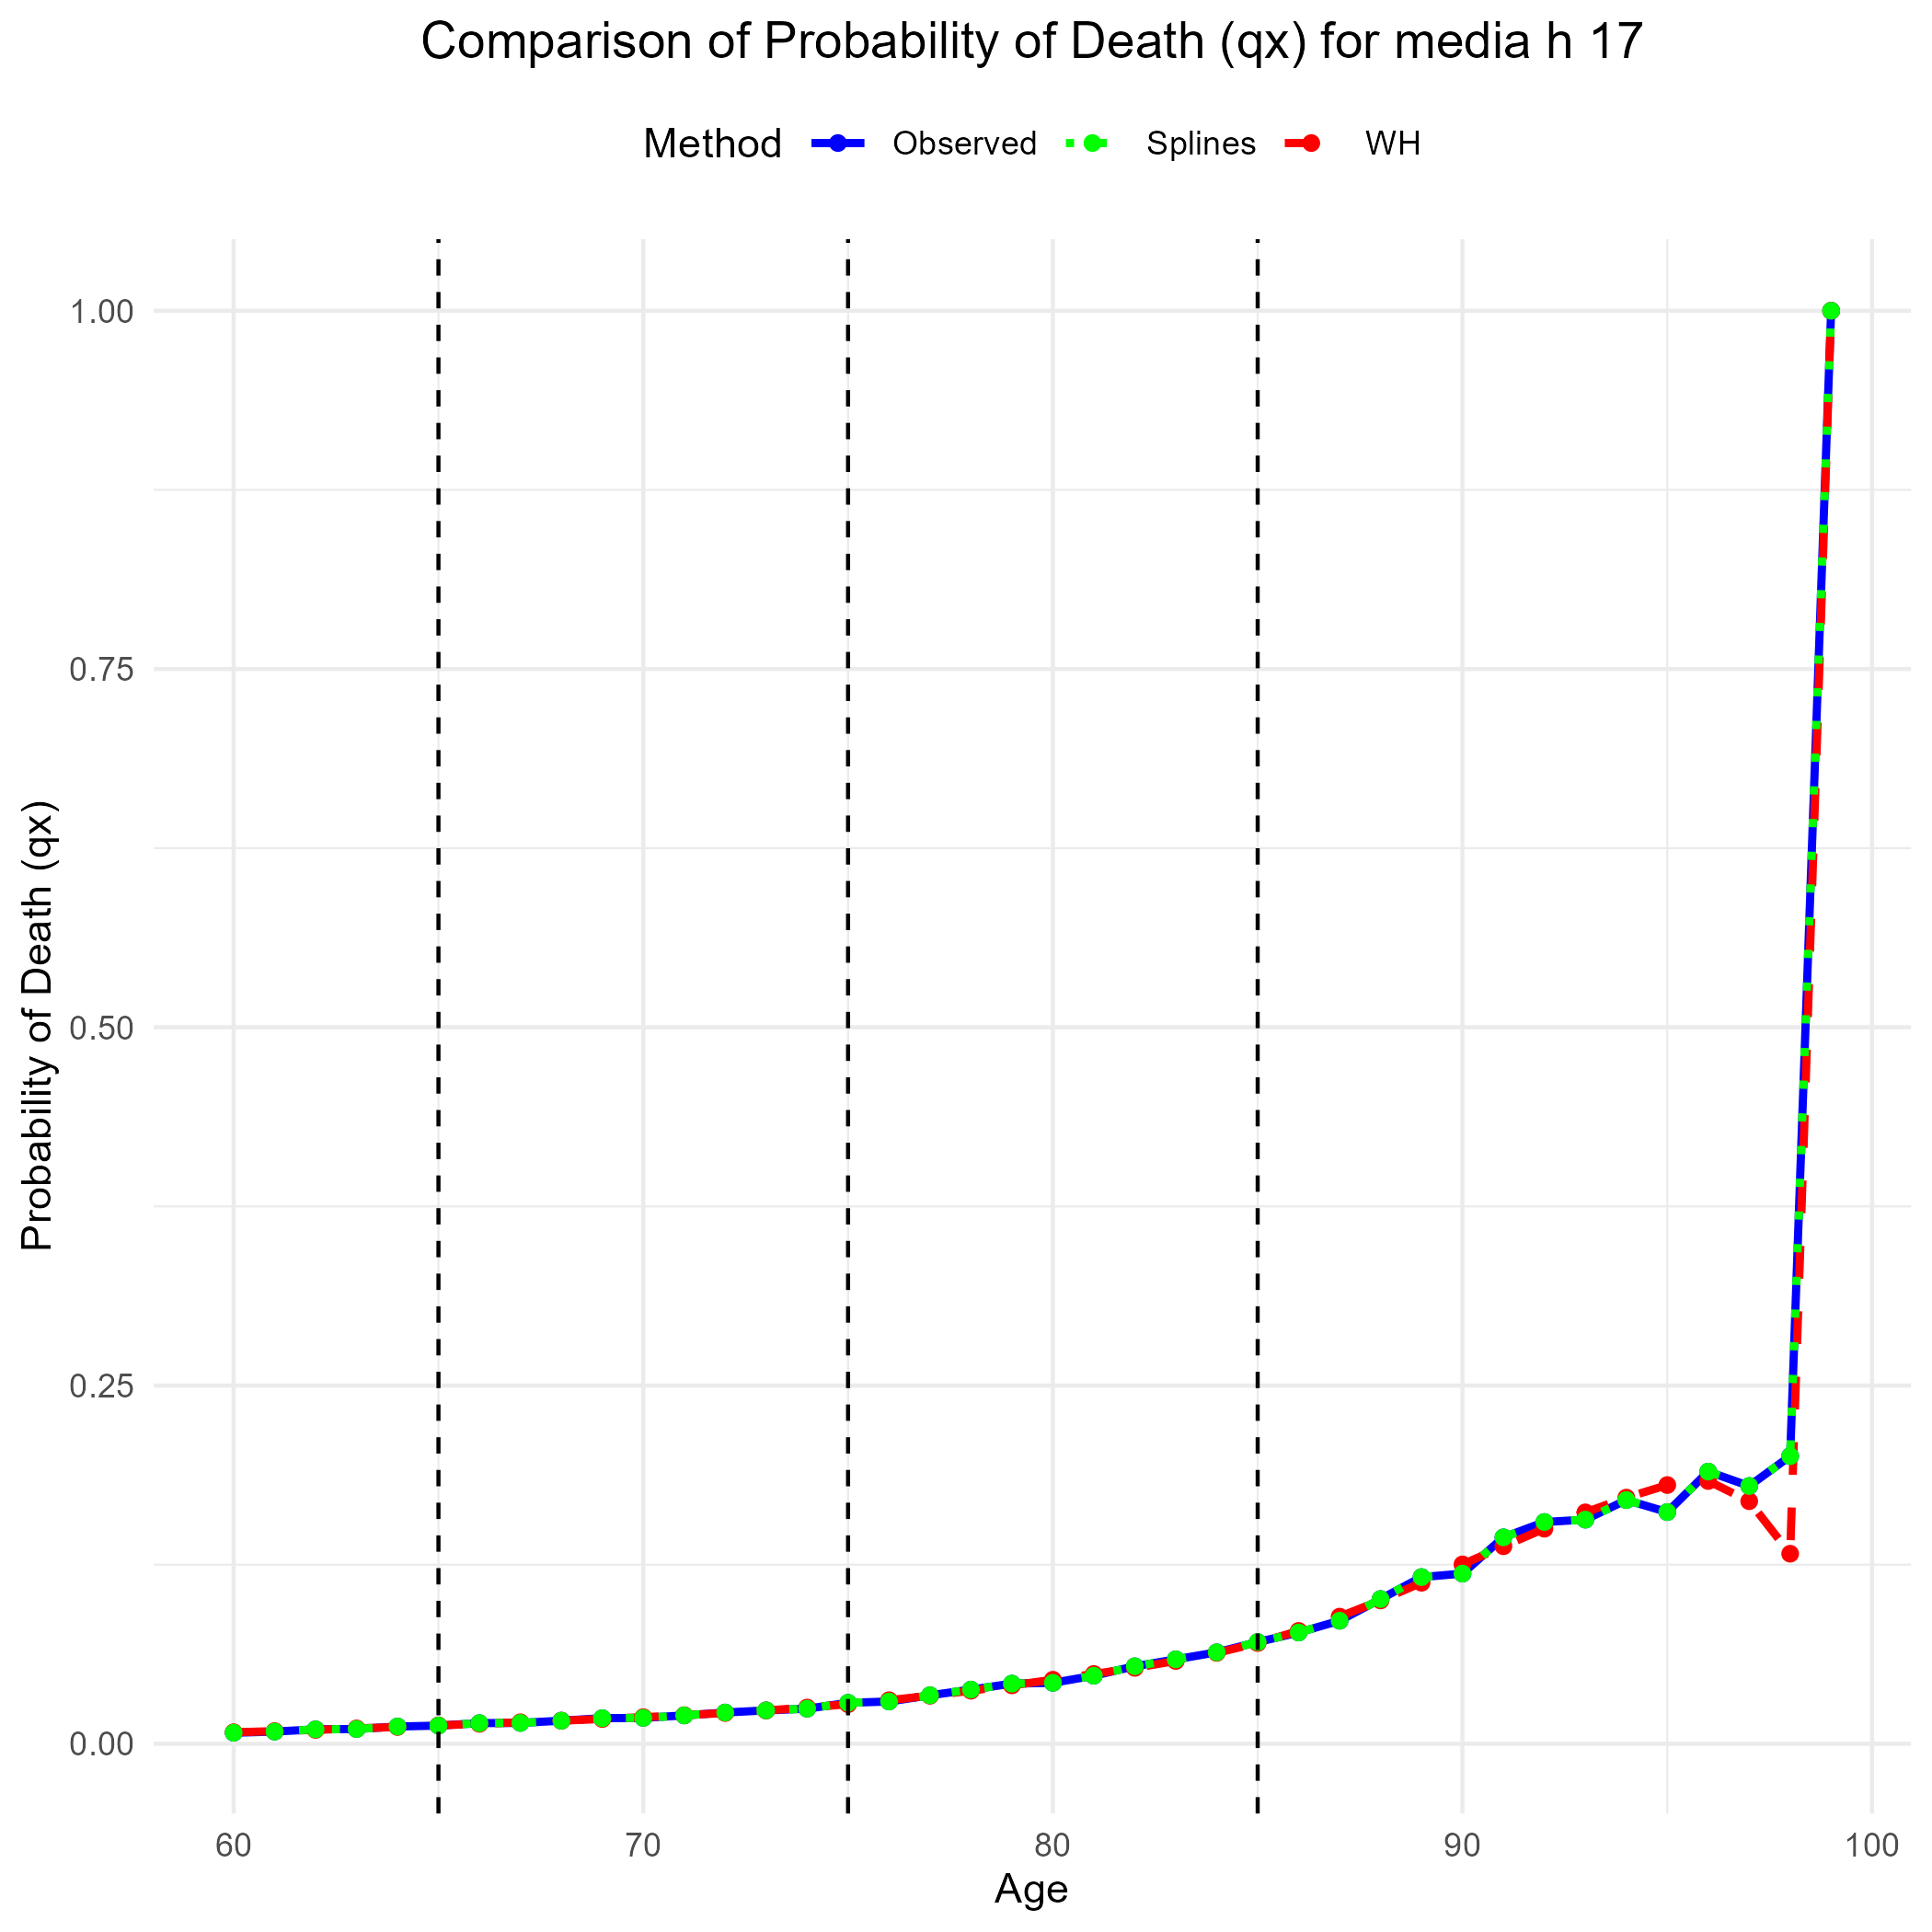 Comparison of Probability of Death (qx) for media h 17
Method Observed Splines WH
Probability of Death (qx)
1.00
0.75
0.50
0.25
0.00
60 70 80 90 100
Age